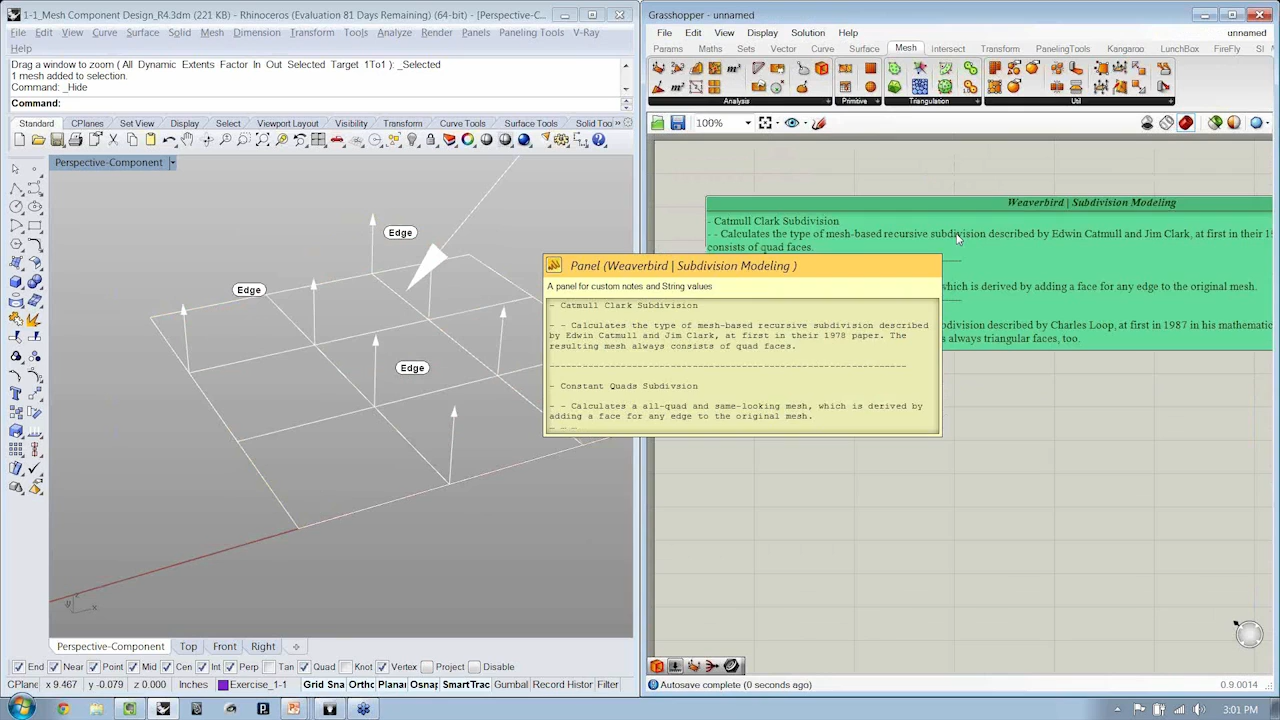 1-1_Mesh Component Design_R4.3dm (221 KB) - Rhinoceros (Evaluation 81 Days Remaining) (64-bit) - [Perspective-C...
File Edit View Curve Surface Solid Mesh Dimension Transform Tools Analyze Render Panels Paneling Tools V-Ray
Help
Drag a window to zoom ( All Dynamic Extents Factor In Out Selected Target 1To1 ): _Selected
1 mesh added to selection.
Command: _Hide
Command:
Standard CPlanes Set View Display Select Viewport Layout Visibility Transform Curve Tools Surface Tools Solid Too
Perspective-Component
Edge
Edge
Edge
z
y
x
Perspective-Component Top Front Right
End Near Point Mid Cen Int Perp Tan Quad Knot Vertex Project Disable
CPlane x 9.467 y -0.079 z 0.000 Inches Exercise_1-1 Grid Sna Ortho Planar Osnap SmartTrac Gumbal Record Histor Filter
Grasshopper - unnamed
File Edit View Display Solution Help unnamed
Params Maths Sets Vector Curve Surface Mesh Intersect Transform PanelingTools Kangaroo LunchBox FireFly
Analysis Primitive Triangulation Util
100%
Weaverbird | Subdivision Modeling
- Catmull Clark Subdivision
- - Calculates the type of mesh-based recursive subdivision described by Edwin Catmull and Jim Clark, at first in their 1
consists of quad faces.
which is derived by adding a face for any edge to the original mesh.
bdivision described by Charles Loop, at first in 1987 in his mathematic
always triangular faces, too.
Panel (Weaverbird | Subdivision Modeling )
A panel for custom notes and String values
- Catmull Clark Subdivision
- - Calculates the type of mesh-based recursive subdivision described
by Edwin Catmull and Jim Clark, at first in their 1978 paper. The
resulting mesh always consists of quad faces.
--------------------------------------------------------------------
- Constant Quads Subdivsion
- - Calculates a all-quad and same-looking mesh, which is derived by
adding a face for any edge to the original mesh.
… … …
Autosave complete (0 seconds ago)
0.9.0014
3:01 PM